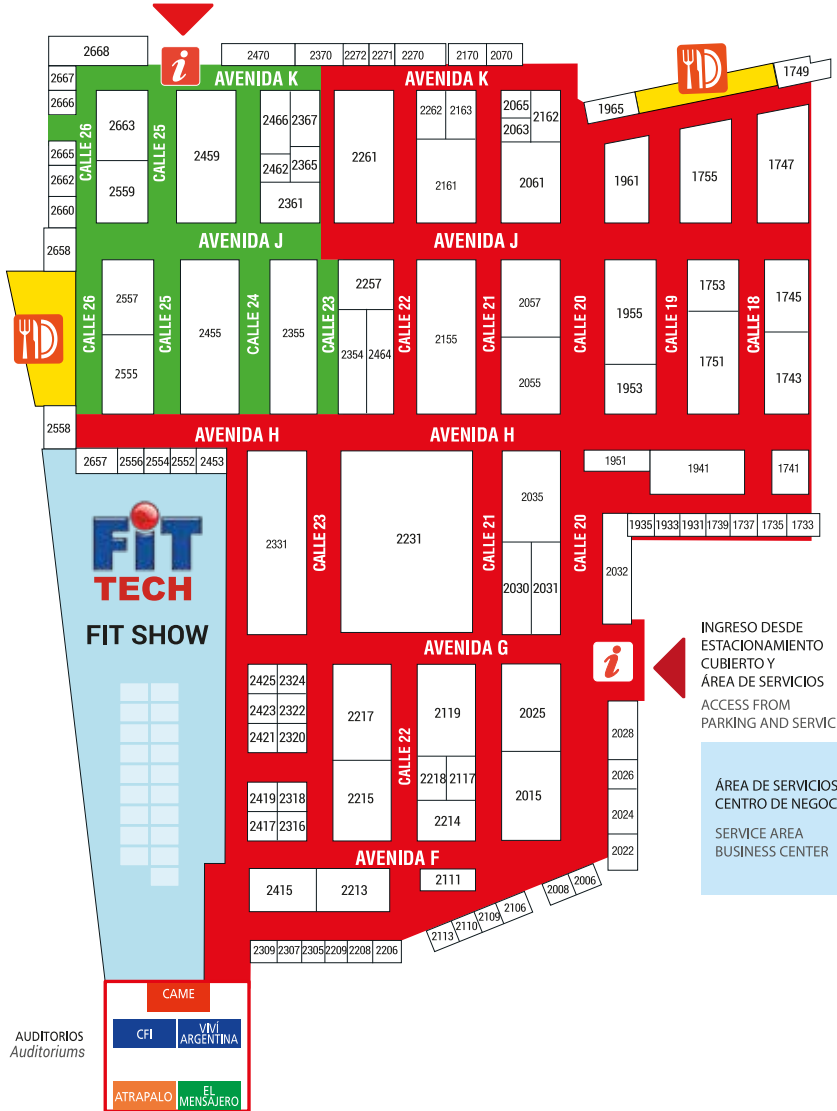 2668
2470
2370
2272
2271
2270
2170
2070
i
AVENIDA K
AVENIDA K
1749
1965
2667
2666
2665
2662
2660
2658
CALLE 26
2663
2559
CALLE 25
2459
2466
2367
2462
2365
2361
2261
2262
2163
2161
2065
2063
2162
2061
1961
1755
1747
AVENIDA J
AVENIDA J
CALLE 26
2557
2555
CALLE 25
2455
CALLE 24
2355
CALLE 23
2257
2354
2464
CALLE 22
2155
CALLE 21
2057
2055
CALLE 20
1955
1953
CALLE 19
1753
1751
CALLE 18
1745
1743
2558
AVENIDA H
AVENIDA H
2657
2556
2554
2552
2453
2331
CALLE 23
2231
CALLE 21
2035
2030
2031
CALLE 20
1951
1941
1741
1935
1933
1931
1739
1737
1735
1733
2032
FiT
TECH
FIT SHOW
AVENIDA G
i
INGRESO DESDE
ESTACIONAMIENTO
CUBIERTO Y
ÁREA DE SERVICIOS
ACCESS FROM
PARKING AND SERVIC
2425
2324
2423
2322
2421
2320
2419
2318
2417
2316
2217
2215
CALLE 22
2119
2218
2117
2214
2025
2015
2028
2026
2024
2022
ÁREA DE SERVICIOS
CENTRO DE NEGOC
SERVICE AREA
BUSINESS CENTER
AVENIDA F
2415
2213
2111
2113
2110
2109
2106
2008
2006
2309
2307
2305
2209
2208
2206
AUDITORIOS
Auditoriums
CAME
CFI
VIVÍ
ARGENTINA
ATRAPALO
EL
MENSAJERO